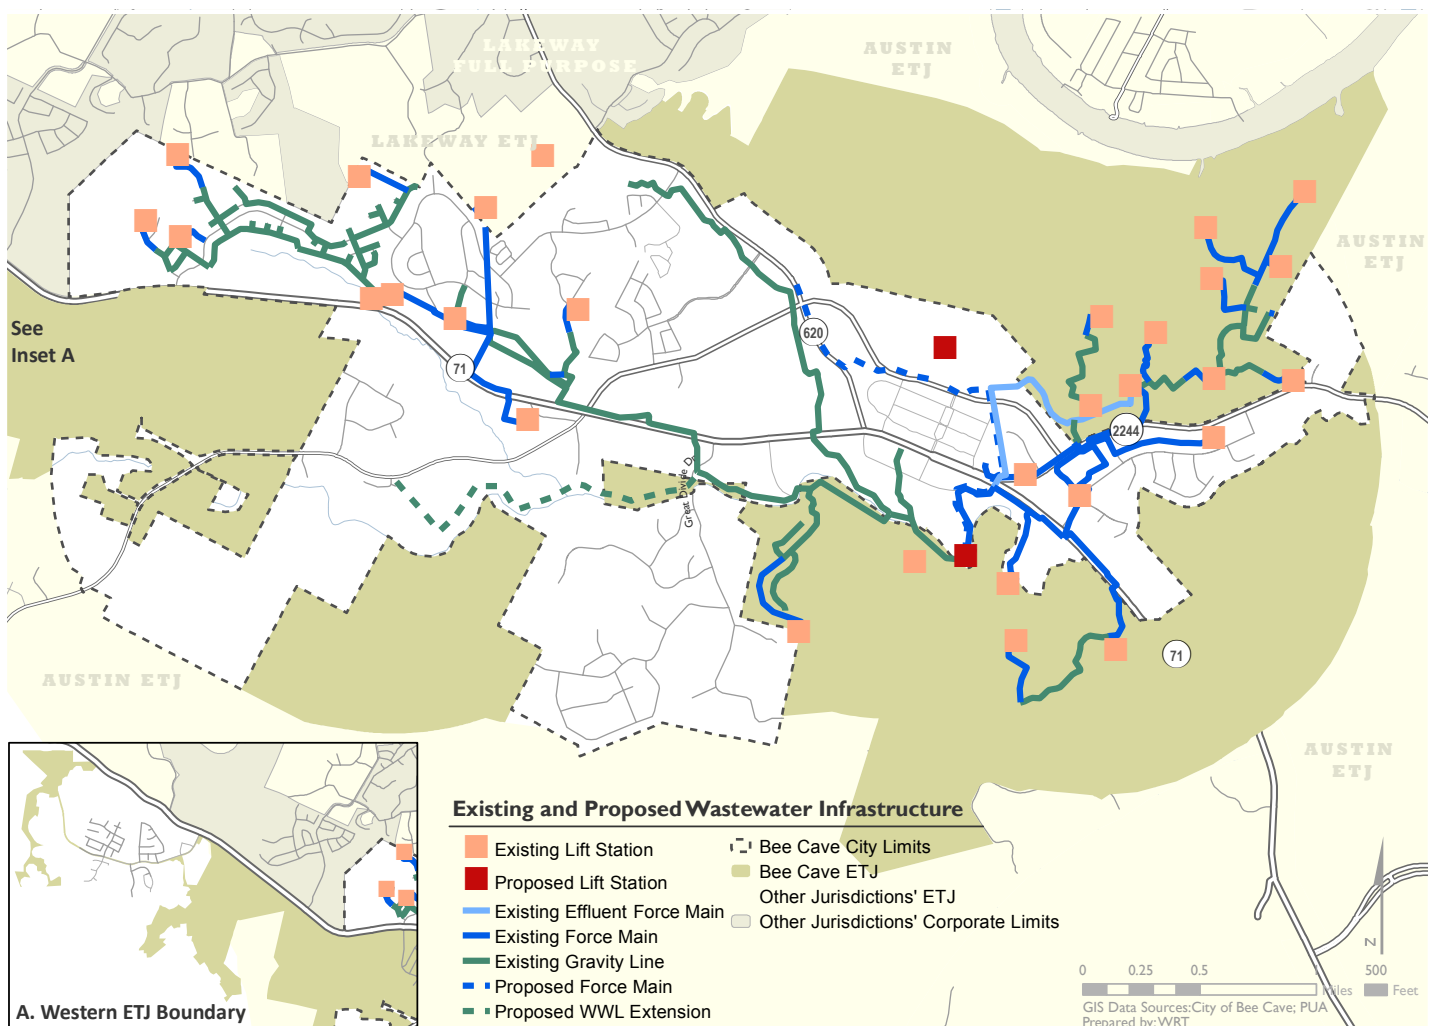 LAKEWAY
FULL PURPOSE
AUSTIN
ETJ
LAKEWAY ETJ
AUSTIN
ETJ
See
Inset A
620
71
2244
Great Divide D
71
AUSTIN ETJ
AUSTIN
ETJ
Existing and Proposed Wastewater Infrastructure
Existing Lift Station
Proposed Lift Station
Existing Effluent Force Main
Existing Force Main
Existing Gravity Line
Proposed Force Main
Proposed WWL Extension
Bee Cave City Limits
Bee Cave ETJ
Other Jurisdictions' ETJ
Other Jurisdictions' Corporate Limits
A. Western ETJ Boundary
N
0 0.25 0.5 500
Miles Feet
GIS Data Sources:City of Bee Cave; PUA
Prepared by:WRT